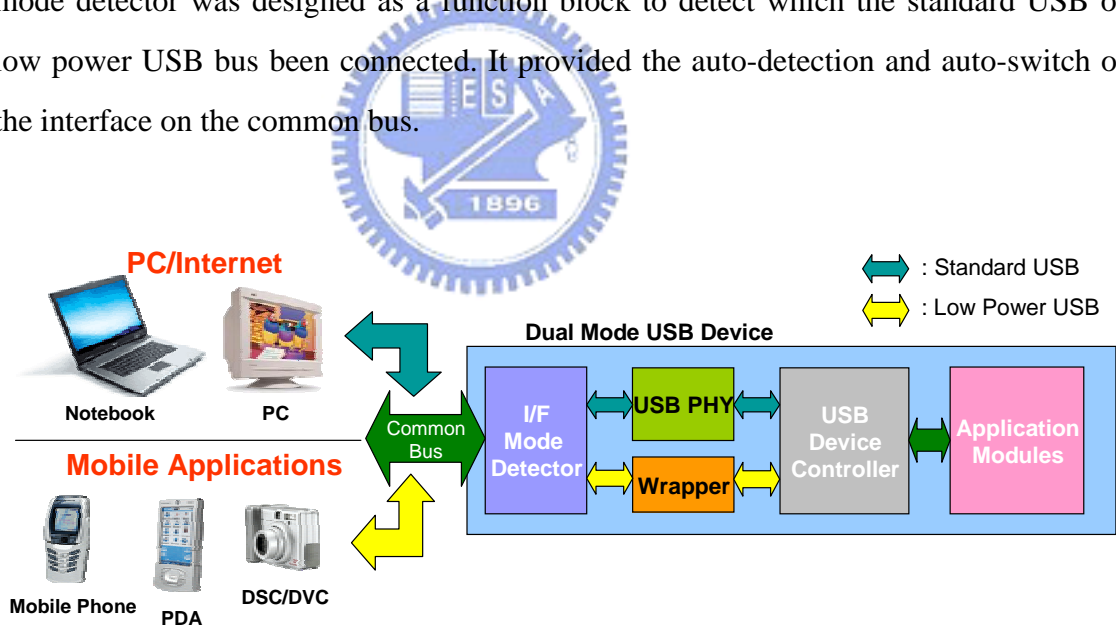 mode detector was designed as a function block to detect which the standard USB o
low power USB bus been connected. It provided the auto-detection and auto-switch o
the interface on the common bus.
E S A
1896
PC/Internet
: Standard USB
: Low Power USB
Dual Mode USB Device
Notebook
PC
Common
Bus
I/F
Mode
Detector
USB PHY
Wrapper
USB
Device
Controller
Application
Modules
Mobile Applications
Mobile Phone
PDA
DSC/DVC